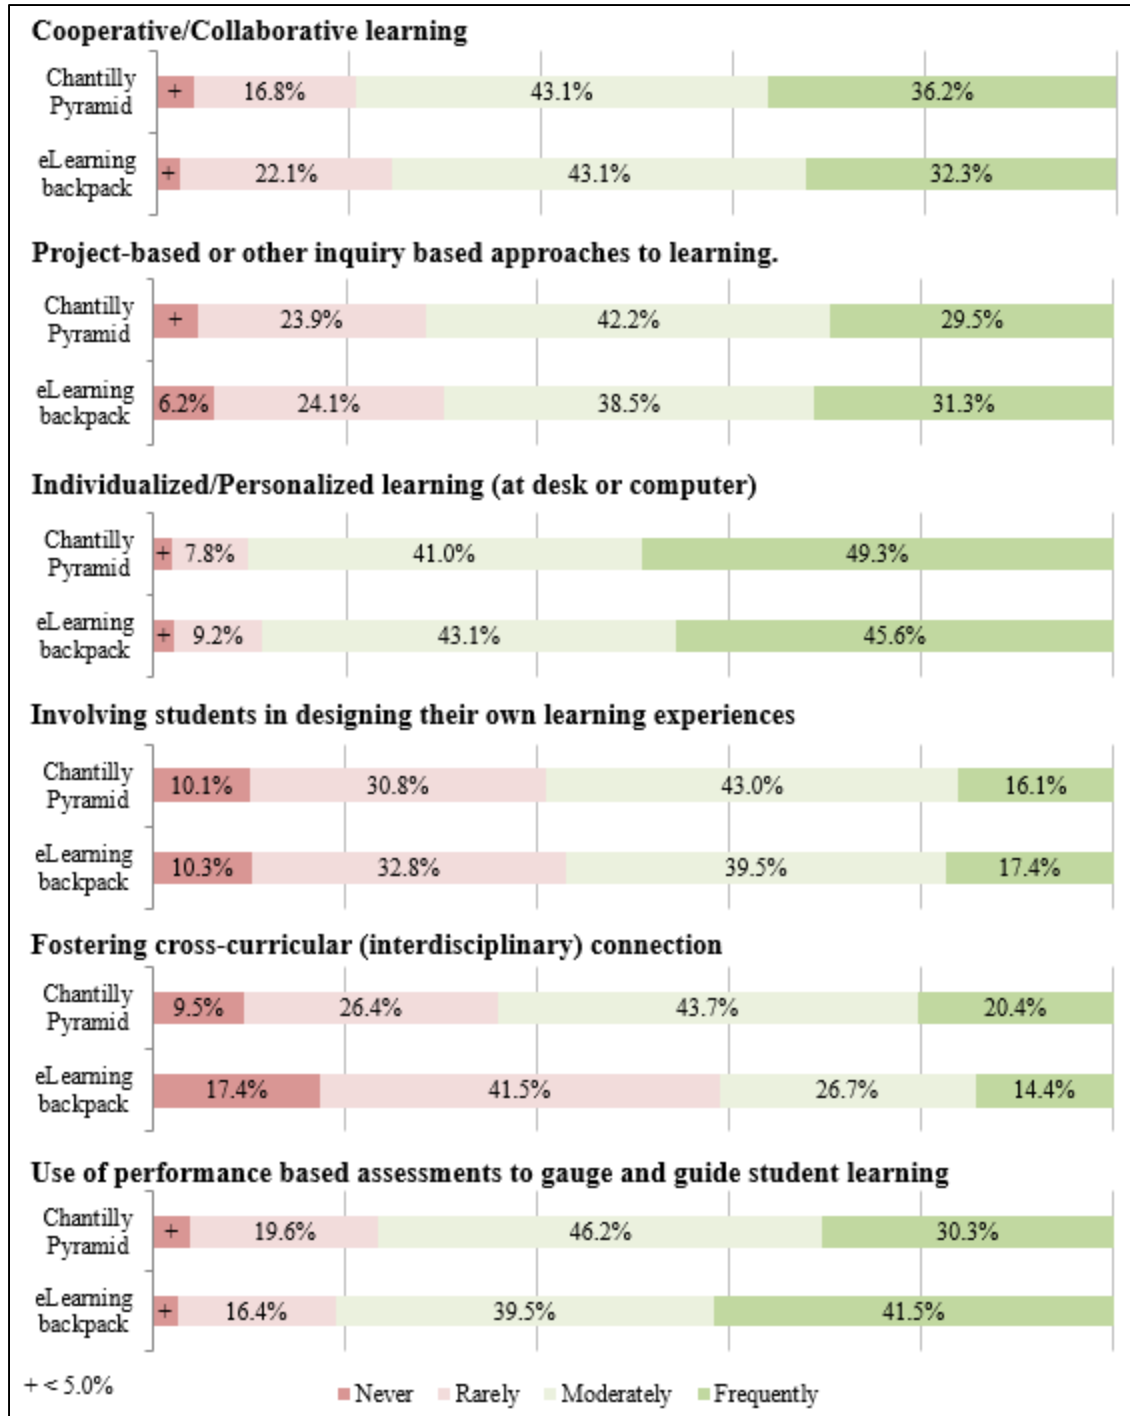 Cooperative/Collaborative learning
Chantilly
Pyramid
+ 16.8% 43.1% 36.2%
eLearning
backpack
+ 22.1% 43.1% 32.3%
Project-based or other inquiry based approaches to learning.
Chantilly
Pyramid
+ 23.9% 42.2% 29.5%
eLearning
backpack
6.2% 24.1% 38.5% 31.3%
Individualized/Personalized learning (at desk or computer)
Chantilly
Pyramid
+ 7.8% 41.0% 49.3%
eLearning
backpack
+ 9.2% 43.1% 45.6%
Involving students in designing their own learning experiences
Chantilly
Pyramid
10.1% 30.8% 43.0% 16.1%
eLearning
backpack
10.3% 32.8% 39.5% 17.4%
Fostering cross-curricular (interdisciplinary) connection
Chantilly
Pyramid
9.5% 26.4% 43.7% 20.4%
eLearning
backpack
17.4% 41.5% 26.7% 14.4%
Use of performance based assessments to gauge and guide student learning
Chantilly
Pyramid
+ 19.6% 46.2% 30.3%
eLearning
backpack
+ 16.4% 39.5% 41.5%
+ < 5.0%
Never Rarely Moderately Frequently